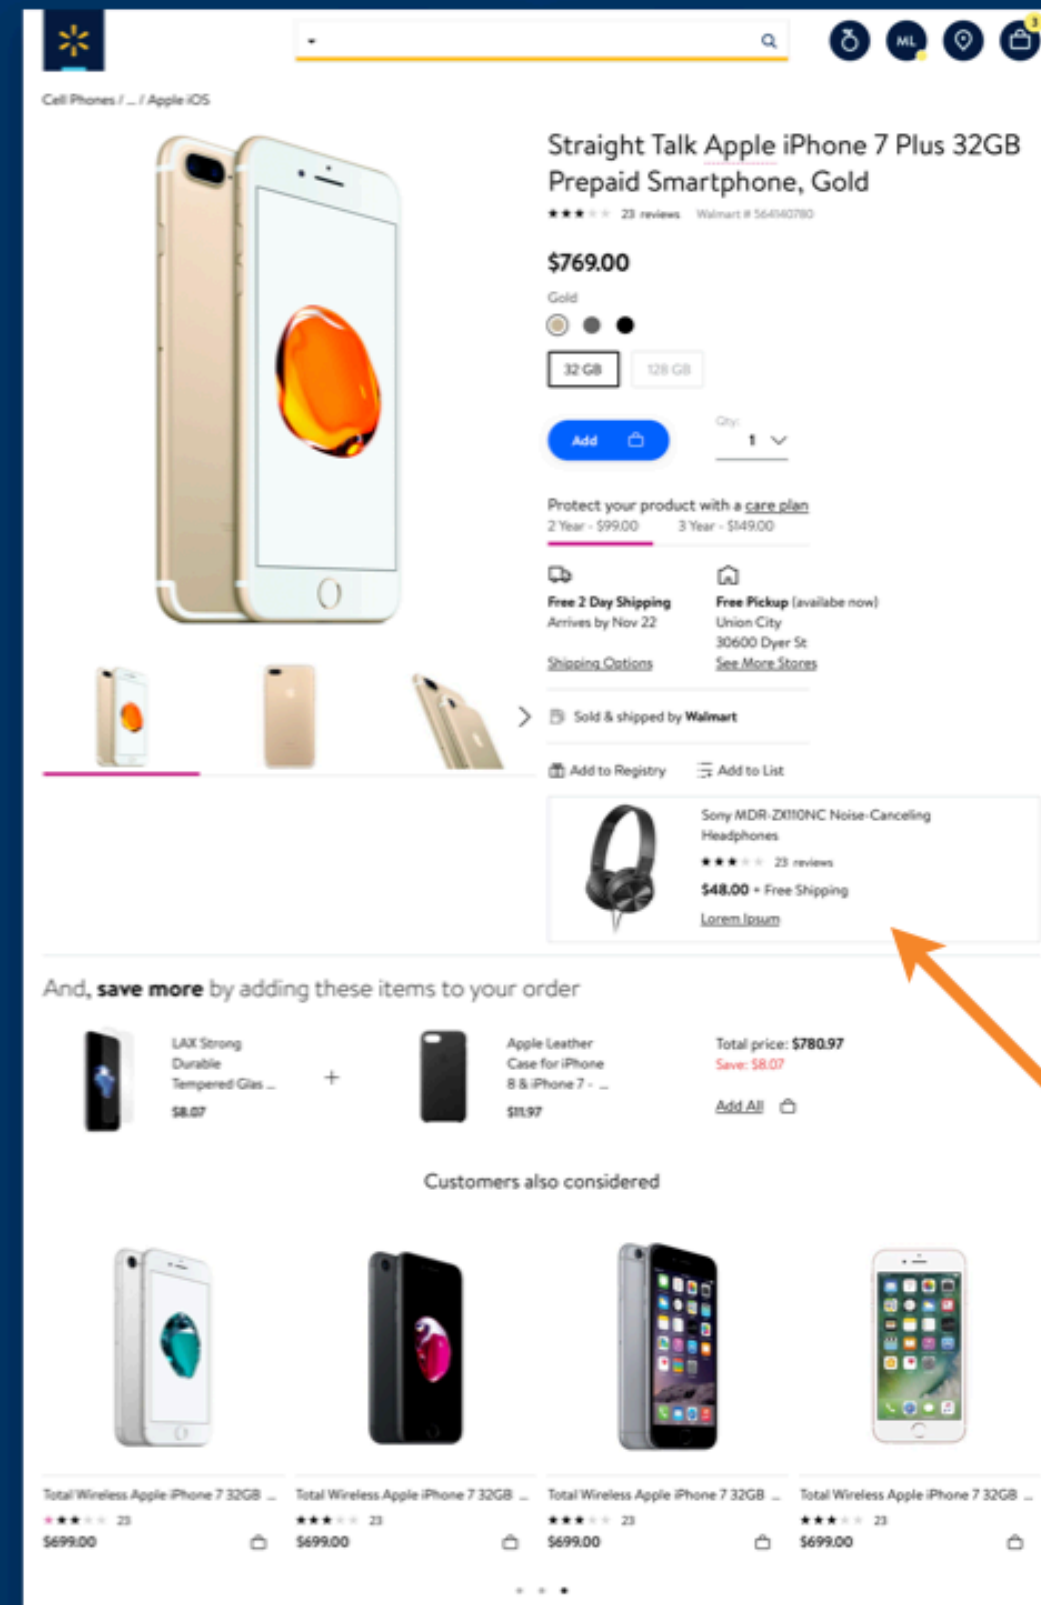 ML
3
Cell Phones / ... / Apple iOS
Straight Talk Apple iPhone 7 Plus 32GB
Prepaid Smartphone, Gold
23 reviews Walmart # 564140780
$769.00
Gold
32 GB 128 GB
Add
Qty:
1
Protect your product with a care plan
2 Year - $99.00 3 Year - $149.00
Free 2 Day Shipping
Arrives by Nov 22
Shipping Options
Free Pickup (availabe now)
Union City
30600 Dyer St
See More Stores
Sold & shipped by Walmart
Add to Registry Add to List
Sony MDR-ZX110NC Noise-Canceling
Headphones
23 reviews
$48.00 + Free Shipping
Lorem Ipsum
And, save more by adding these items to your order
LAX Strong
Durable
Tempered Glas ...
$8.07
+
Apple Leather
Case for iPhone
8 & iPhone 7 - ...
$11.97
Total price: $780.97
Save: $8.07
Add All
Customers also considered
Total Wireless Apple iPhone 7 32GB ...
23
$699.00
Total Wireless Apple iPhone 7 32GB ...
23
$699.00
Total Wireless Apple iPhone 7 32GB ...
23
$699.00
Total Wireless Apple iPhone 7 32GB ...
23
$699.00